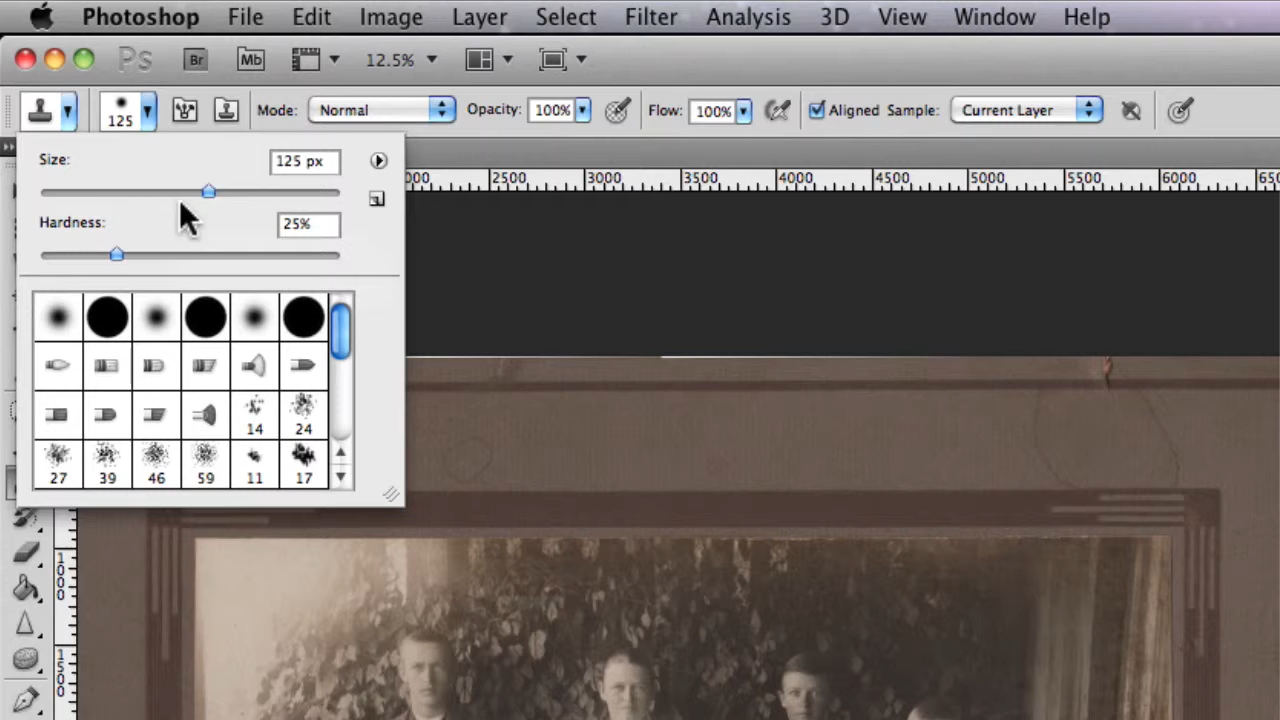 Photoshop File Edit Image Layer Select Filter Analysis 3D View Window Help
Ps Br Mb 12.5%
125 Mode: Normal Opacity: 100% Flow: 100% Aligned Sample: Current Layer
Size: 125 px
2500 3000 3500 4000 4500 5000 5500 6000
Hardness: 25%
14 24
27 39 46 59 11 17
1000
1500